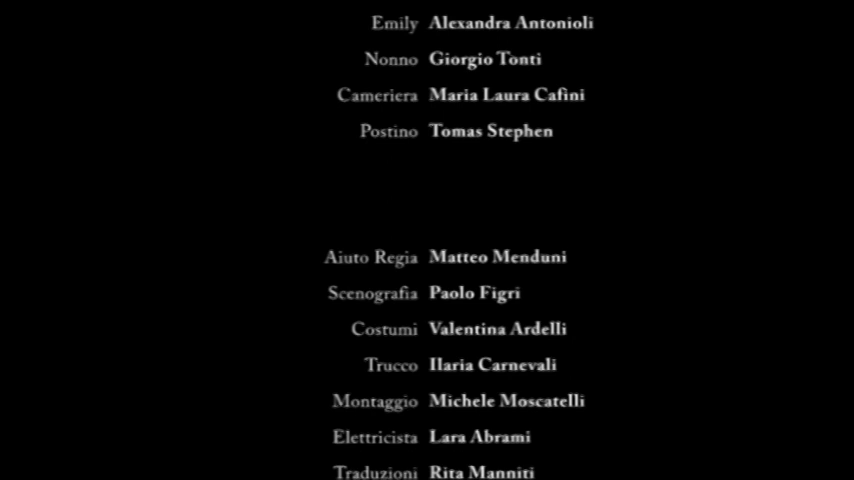 Emily Alexandra Antonioli
Nonno Giorgio Tonti
Cameriera Maria Laura Cafini
Postino Tomas Stephen
Aiuto Regia Matteo Menduni
Scenografia Paolo Figri
Costumi Valentina Ardelli
Trucco Ilaria Carnevali
Montaggio Michele Moscatelli
Elettricista Lara Abrami
Traduzioni Rita Manniti